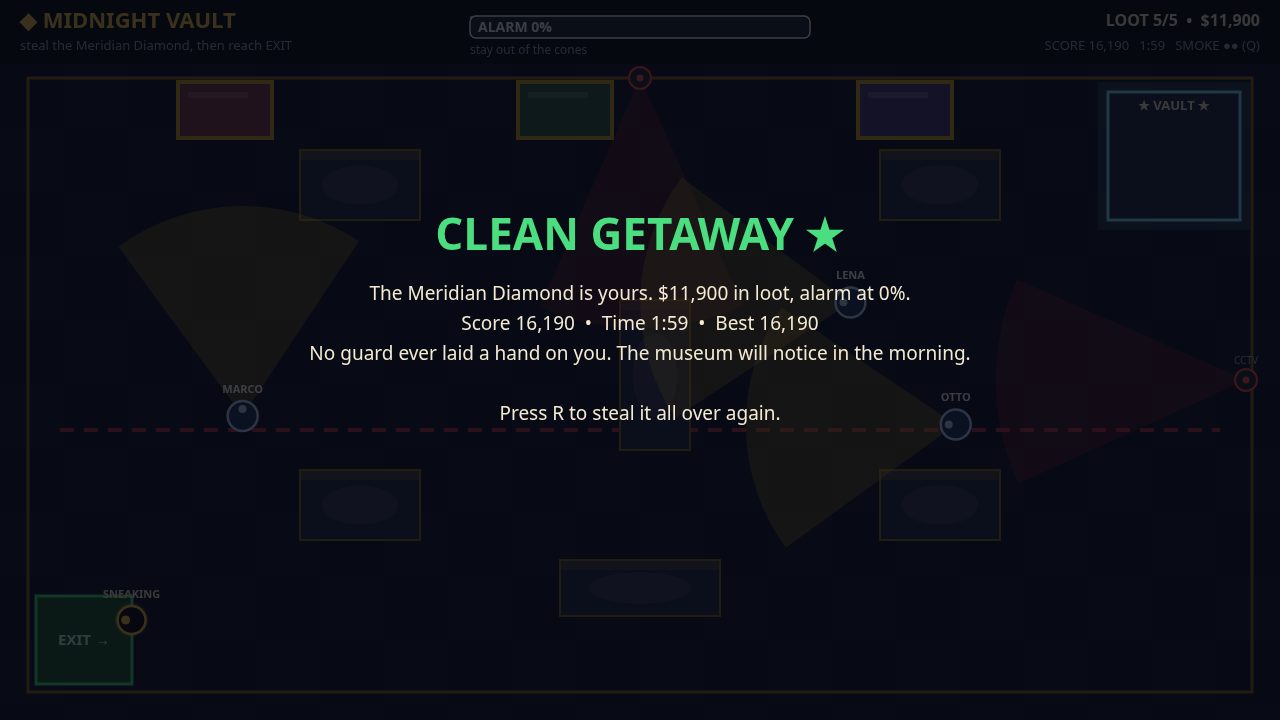 ◆ MIDNIGHT VAULT
steal the Meridian Diamond, then reach EXIT
ALARM 0%
stay out of the cones
LOOT 5/5 • $11,900
SCORE 16,190 1:59 SMOKE ●● (Q)
★ VAULT ★
CLEAN GETAWAY ★
LENA
The Meridian Diamond is yours. $11,900 in loot, alarm at 0%.
Score 16,190 • Time 1:59 • Best 16,190
No guard ever laid a hand on you. The museum will notice in the morning.
CCTV
MARCO
OTTO
Press R to steal it all over again.
SNEAKING
EXIT →